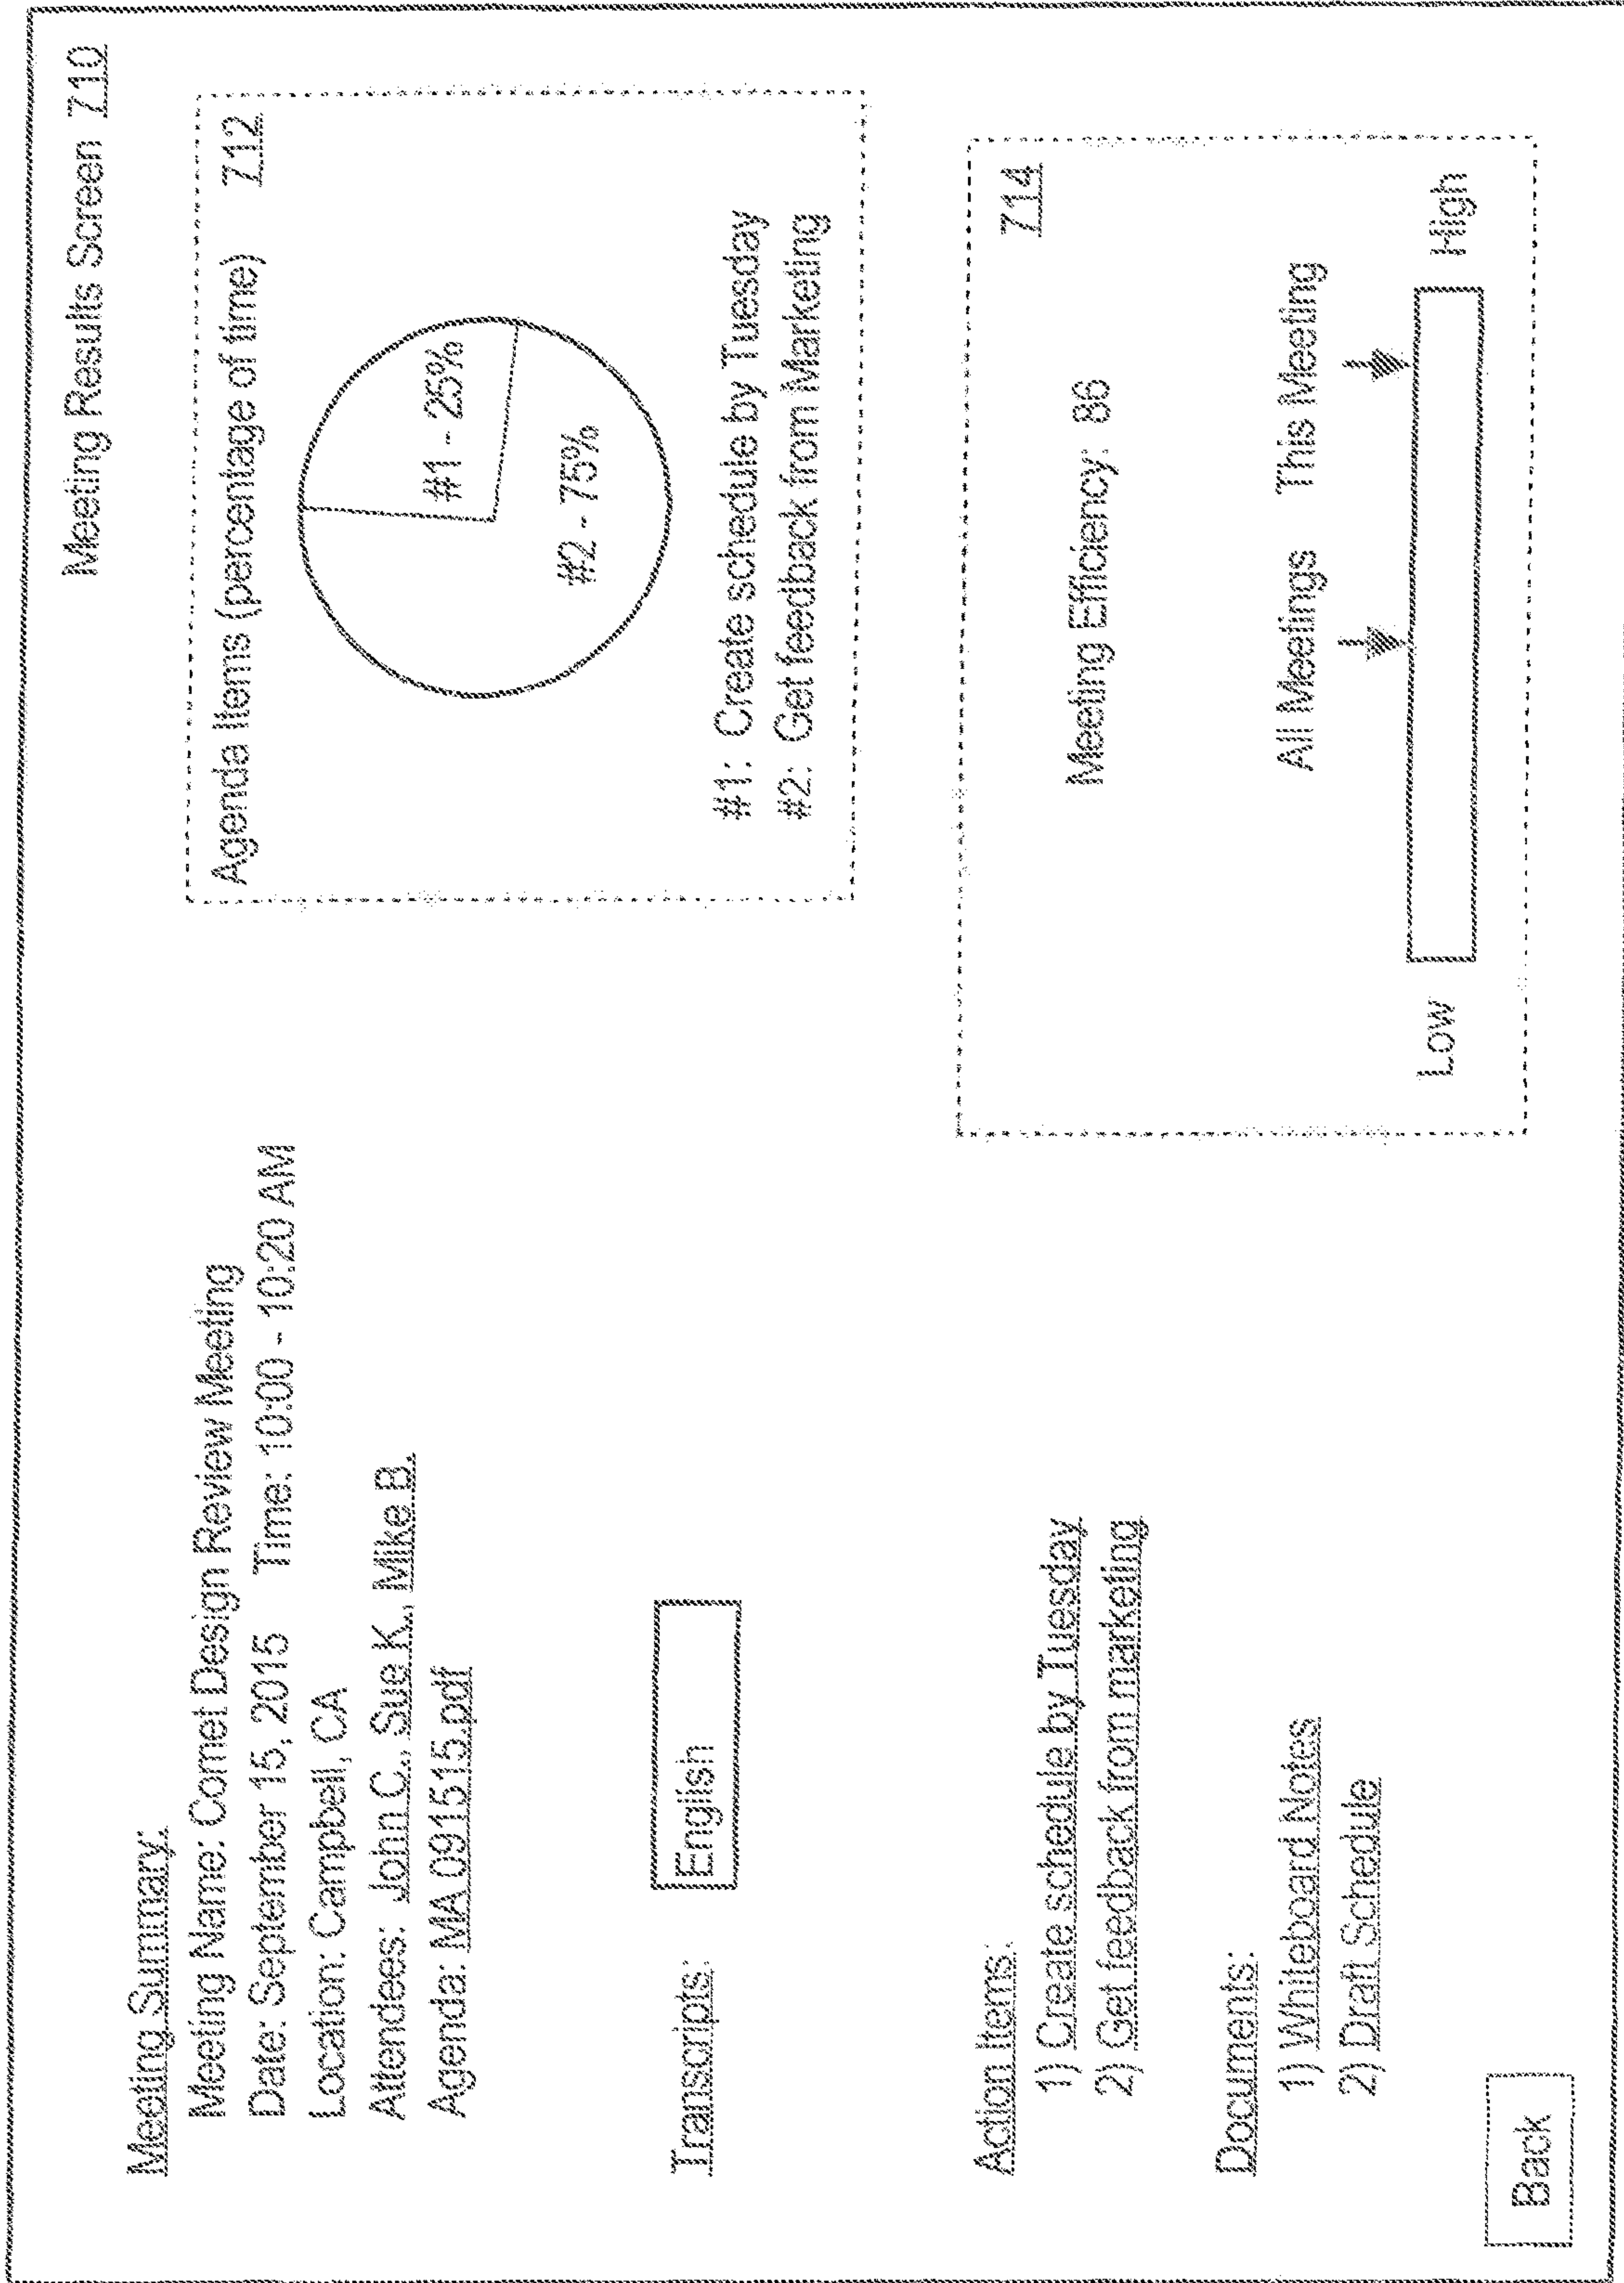 Meeting Results Screen 710
Meeting Summary:
Meeting Name: Comet Design Review Meeting
Date: September 15, 2015 Time: 10:00 - 10:20 AM
Location: Campbell, CA
Attendees: John C., Sue K., Mike B.
Agenda: MA 091515.pdf
Transcripts:
English
Action Items:
1) Create schedule by Tuesday
2) Get feedback from marketing
Documents:
1) Whiteboard Notes
2) Draft Schedule
Back
Agenda Items (percentage of time) 712
#1 - 25%
#2 - 75%
#1: Create schedule by Tuesday
#2: Get feedback from Marketing
714
Meeting Efficiency: 86
All Meetings This Meeting
Low High